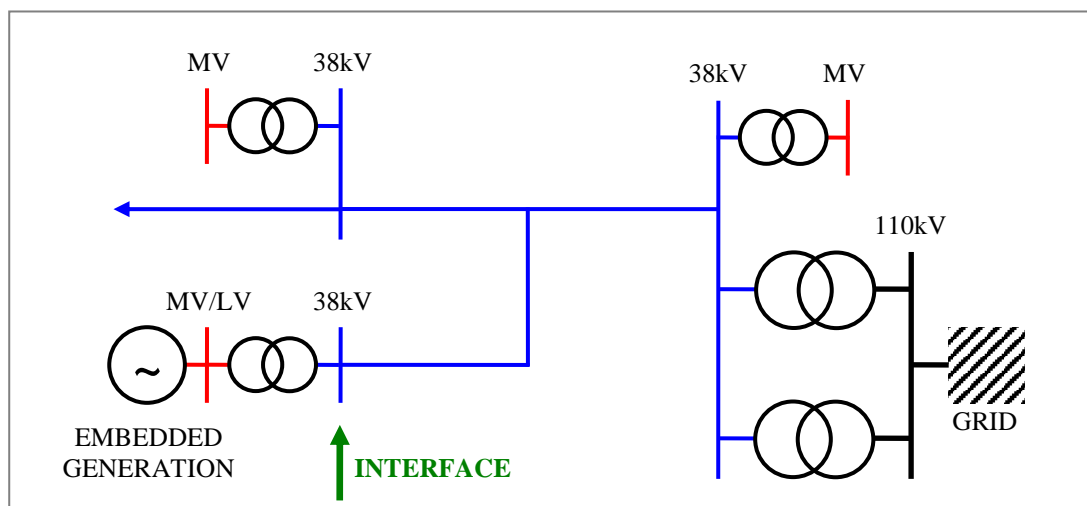 MV
38kV
38kV
MV
110kV
MV/LV
38kV
~
EMBEDDED
GENERATION
INTERFACE
GRID